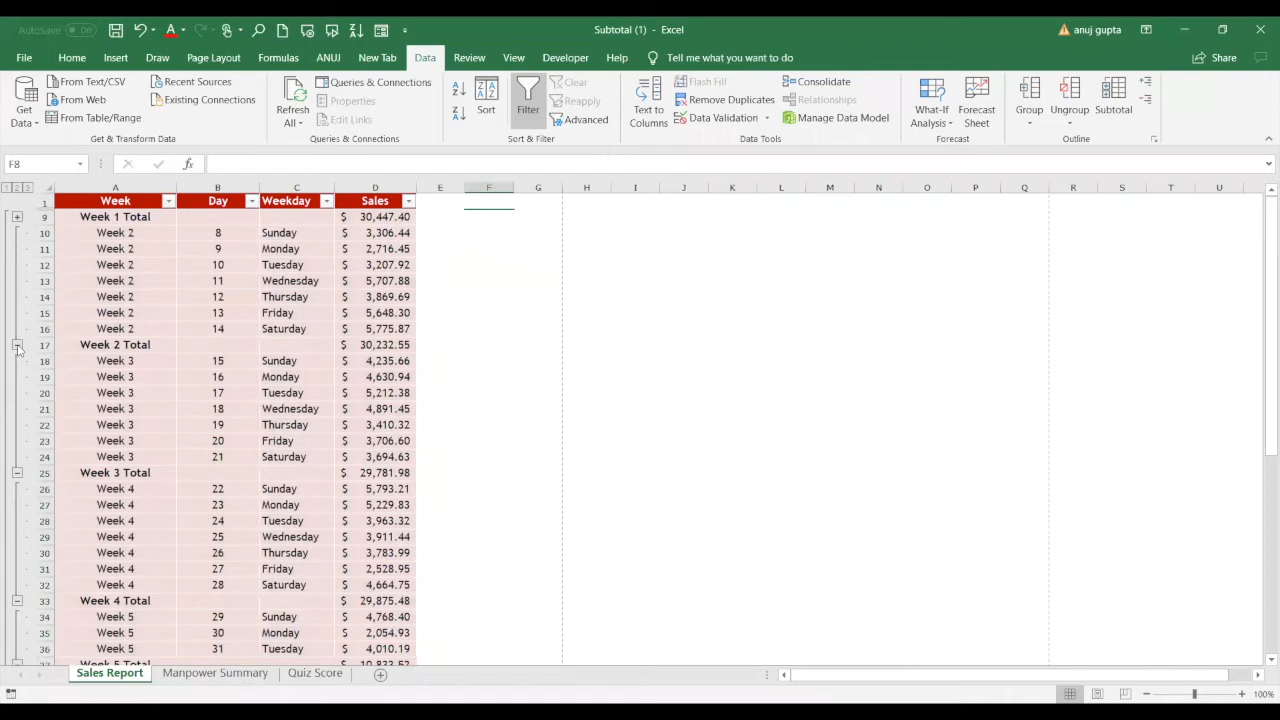 AutoSave Off
Subtotal (1) - Excel
anuj gupta
File Home Insert Draw Page Layout Formulas ANUJ New Tab Data Review View Developer Help Tell me what you want to do Share
Get Data
From Text/CSV
From Web
From Table/Range
Recent Sources
Existing Connections
Get & Transform Data
Refresh All
Queries & Connections
Properties
Edit Links
Queries & Connections
Sort
Filter
Clear
Reapply
Advanced
Sort & Filter
Text to Columns
Flash Fill
Remove Duplicates
Data Validation
Consolidate
Relationships
Manage Data Model
Data Tools
What-If Analysis
Forecast Sheet
Forecast
Group
Ungroup
Subtotal
Outline
F8 fx
1 2 3 A B C D E F G H I J K L M N O P Q R S T U
1 Week Day Weekday Sales
9 Week 1 Total $ 30,447.40
10 Week 2 8 Sunday $ 3,306.44
11 Week 2 9 Monday $ 2,716.45
12 Week 2 10 Tuesday $ 3,207.92
13 Week 2 11 Wednesday $ 5,707.88
14 Week 2 12 Thursday $ 3,869.69
15 Week 2 13 Friday $ 5,648.30
16 Week 2 14 Saturday $ 5,775.87
17 Week 2 Total $ 30,232.55
18 Week 3 15 Sunday $ 4,235.66
19 Week 3 16 Monday $ 4,630.94
20 Week 3 17 Tuesday $ 5,212.38
21 Week 3 18 Wednesday $ 4,891.45
22 Week 3 19 Thursday $ 3,410.32
23 Week 3 20 Friday $ 3,706.60
24 Week 3 21 Saturday $ 3,694.63
25 Week 3 Total $ 29,781.98
26 Week 4 22 Sunday $ 5,793.21
27 Week 4 23 Monday $ 5,229.83
28 Week 4 24 Tuesday $ 3,963.32
29 Week 4 25 Wednesday $ 3,911.44
30 Week 4 26 Thursday $ 3,783.99
31 Week 4 27 Friday $ 2,528.95
32 Week 4 28 Saturday $ 4,664.75
33 Week 4 Total $ 29,875.48
34 Week 5 29 Sunday $ 4,768.40
35 Week 5 30 Monday $ 2,054.93
36 Week 5 31 Tuesday $ 4,010.19
37 Week 5 Total $ 10,833.52
Sales Report Manpower Summary Quiz Score
100%